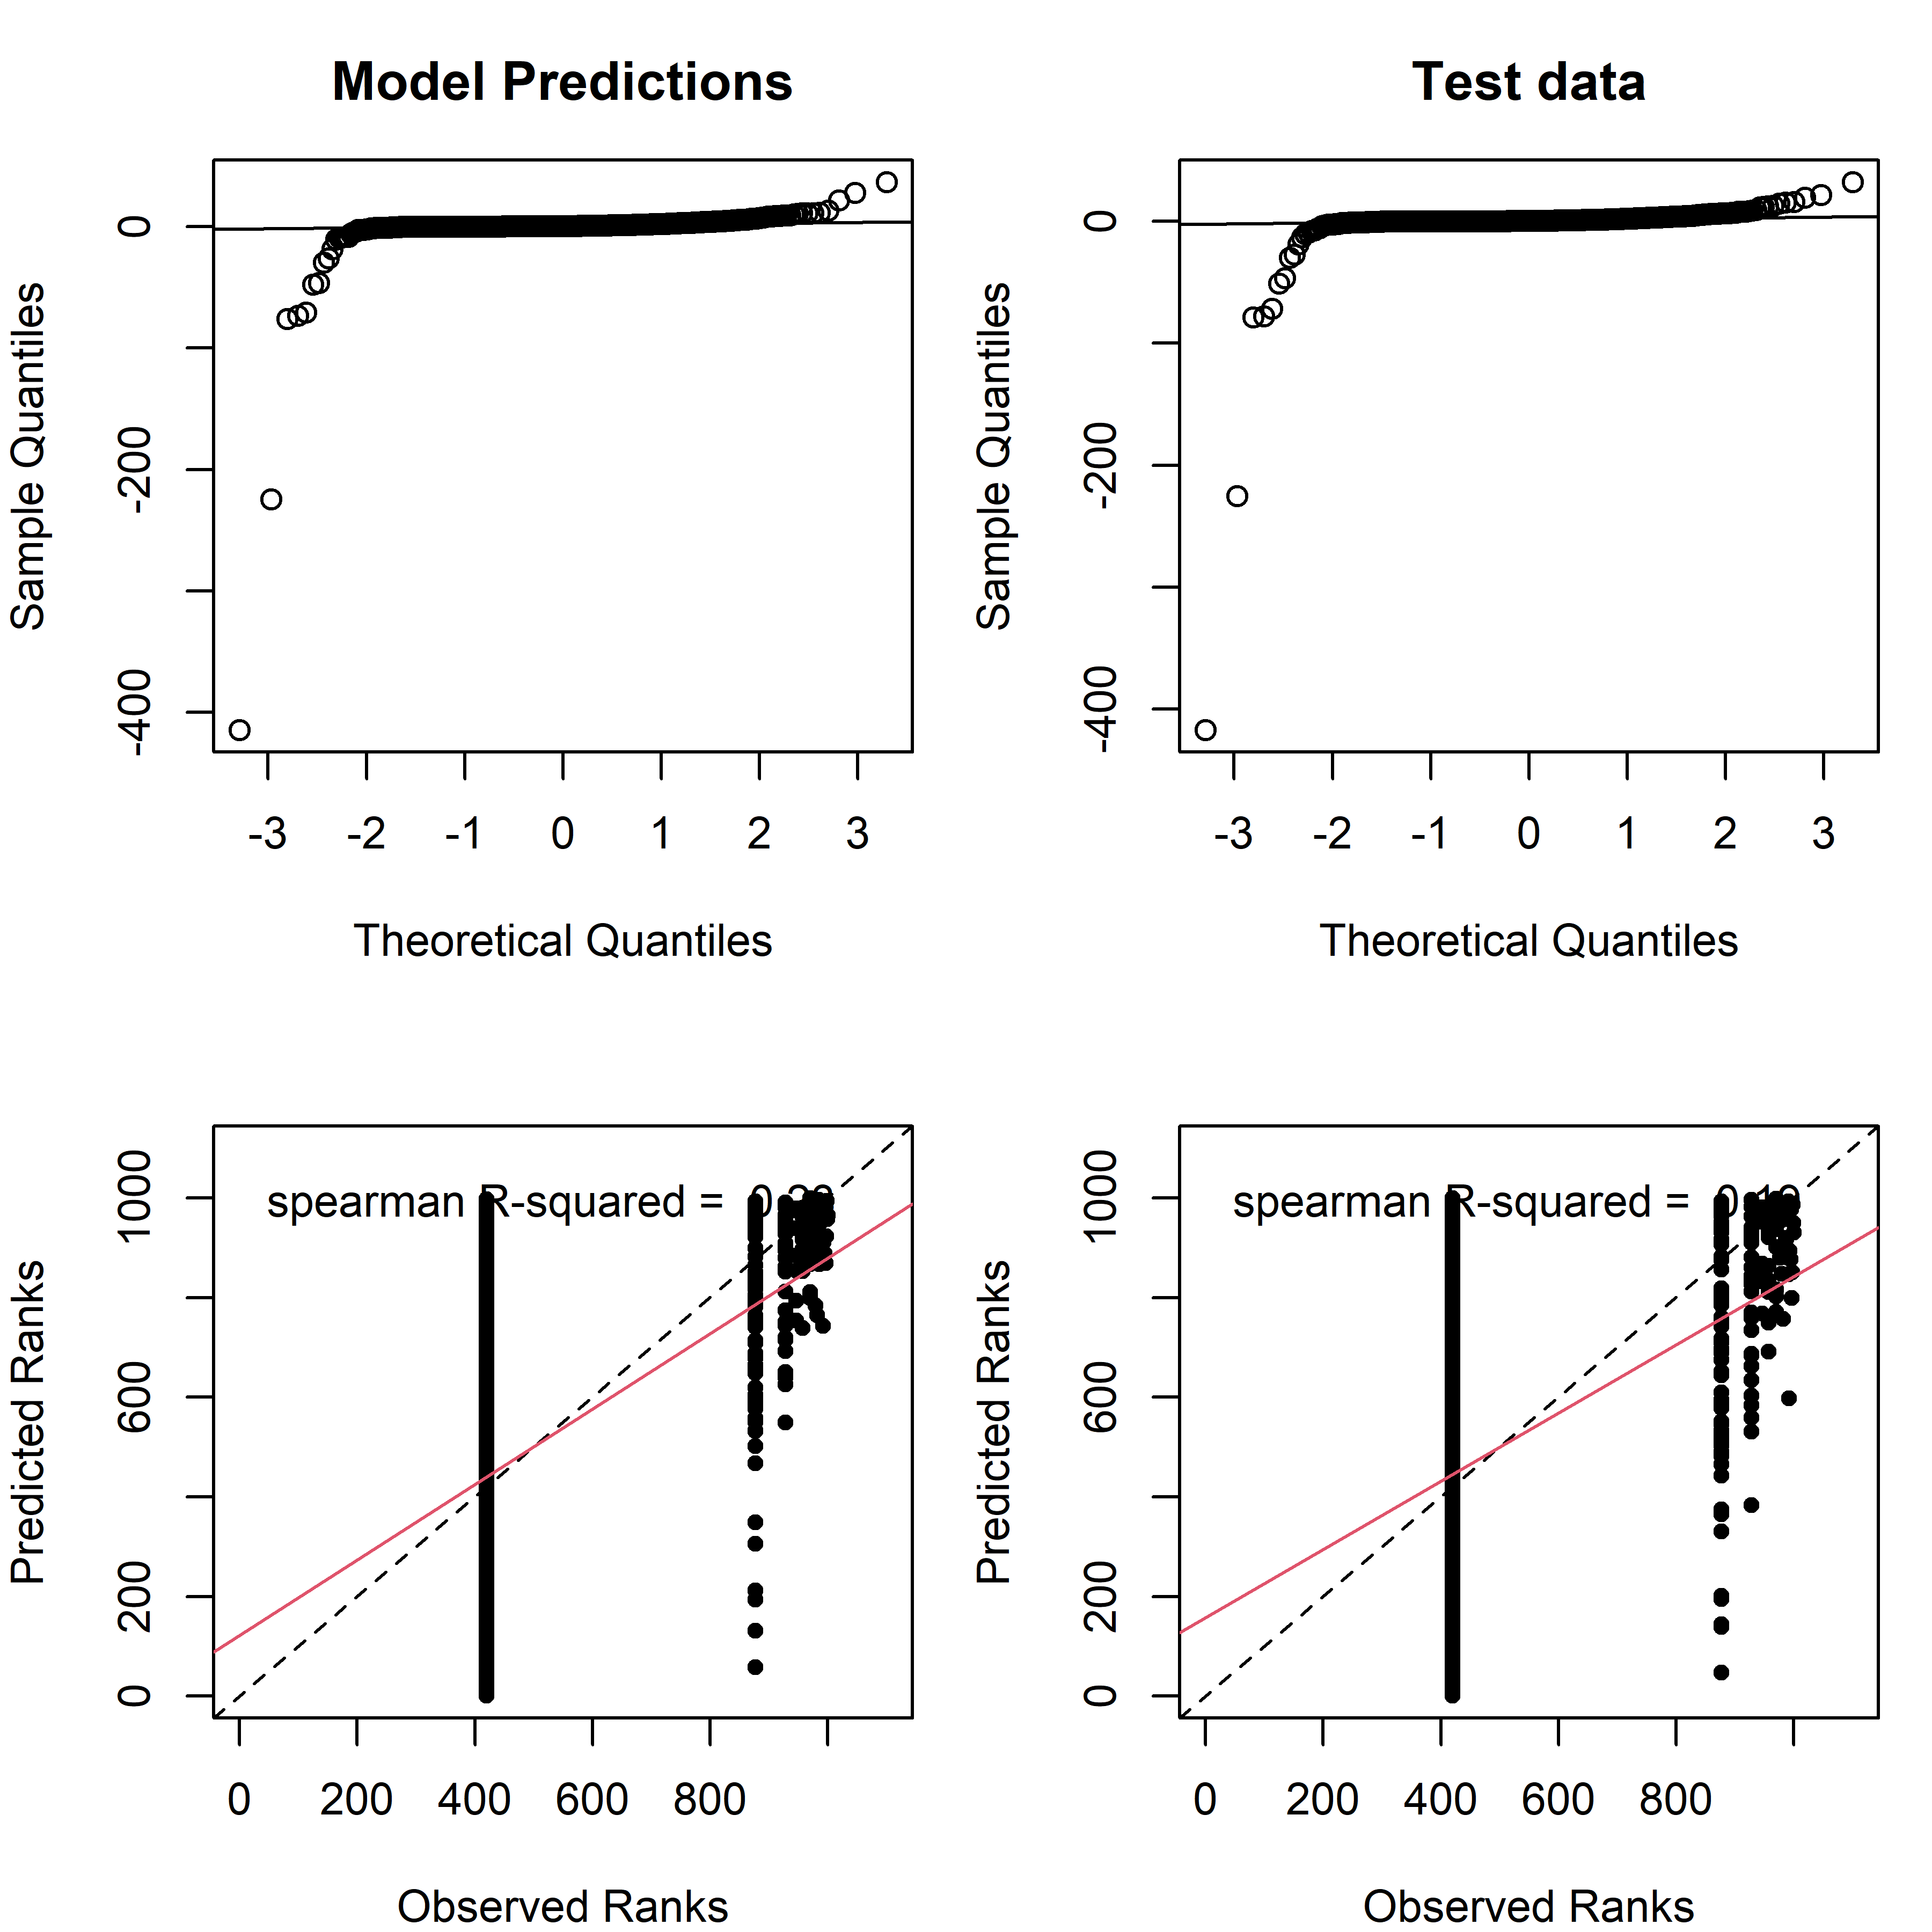 Model Predictions
Test data
Sample Quantiles
0
-200
-400
-3 -2 -1 0 1 2 3
Theoretical Quantiles
Sample Quantiles
0
-200
-400
-3 -2 -1 0 1 2 3
Theoretical Quantiles
Predicted Ranks
1000
600
200
0
spearman R-squared =
0 200 400 600 800
Observed Ranks
Predicted Ranks
1000
600
200
0
spearman R-squared =
0 200 400 600 800
Observed Ranks